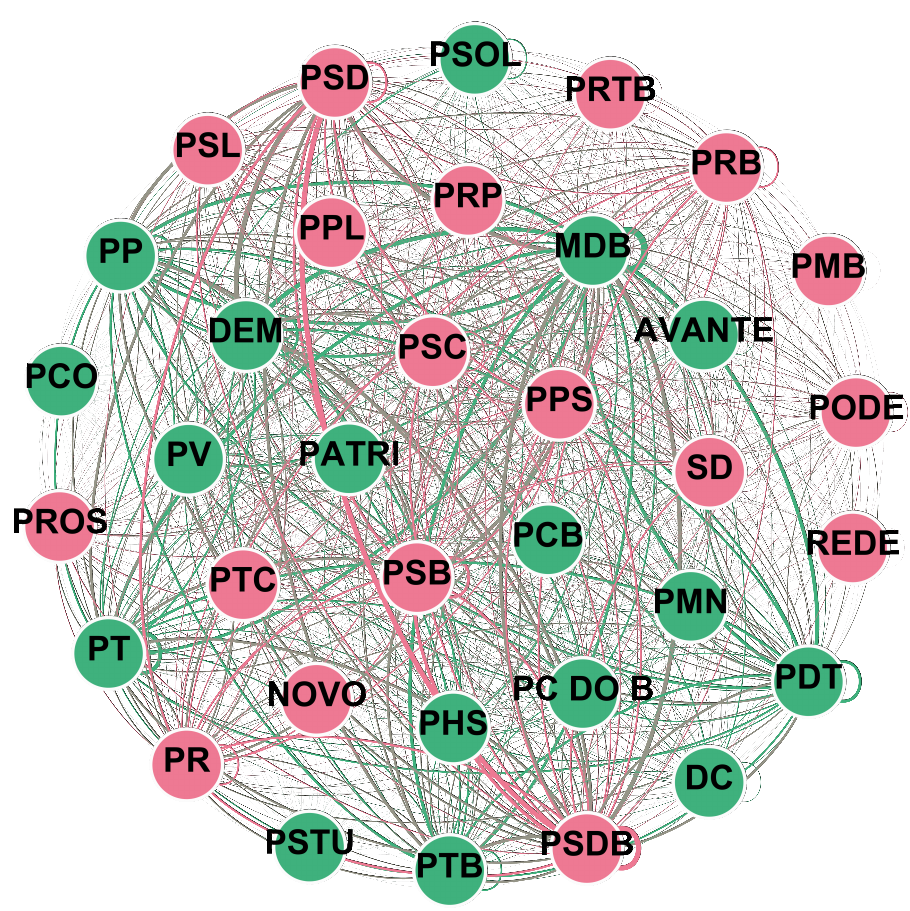 PSOL
PSD
PRTB
PSL
PRB
PRP
PPL
MDB
PP
PMB
DEM
AVANTE
PSC
PCO
PPS
PODE
PV
PATRI
SD
PROS
PCB
REDE
PTC
PSB
PMN
PT
PDT
NOVO
PC DO B
PHS
PR
DC
PSTU
PSDB
PTB